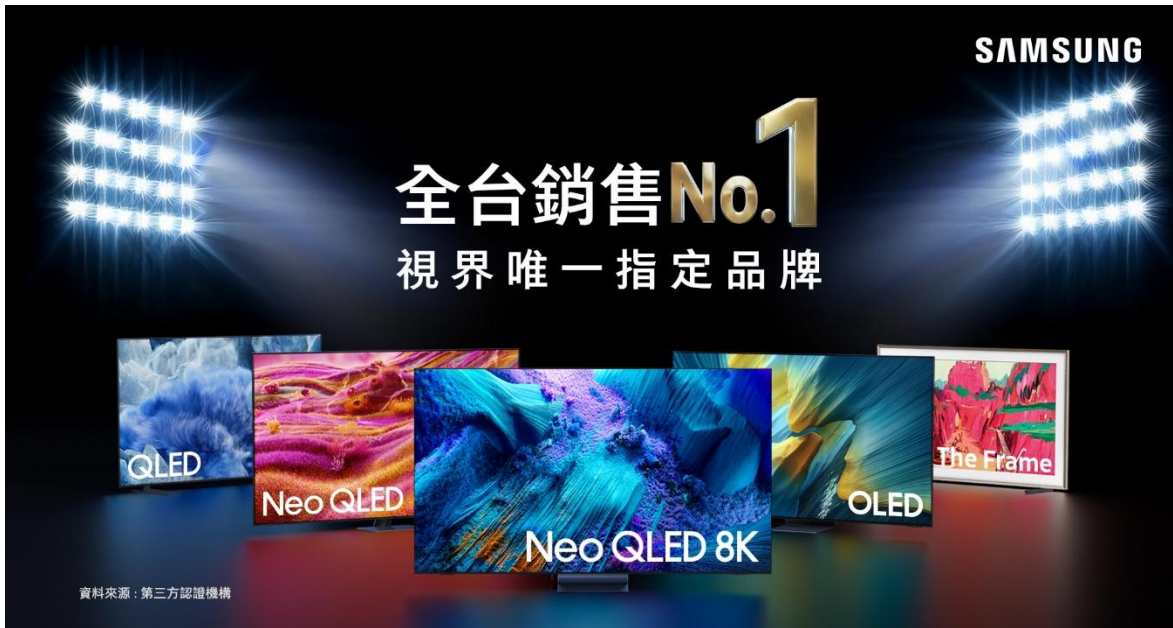 SAMSUNG
全台銷售No.1
視界唯一指定品牌
QLED
Neo QLED
Neo QLED 8K
OLED
The Frame
資料來源：第三方認證機構